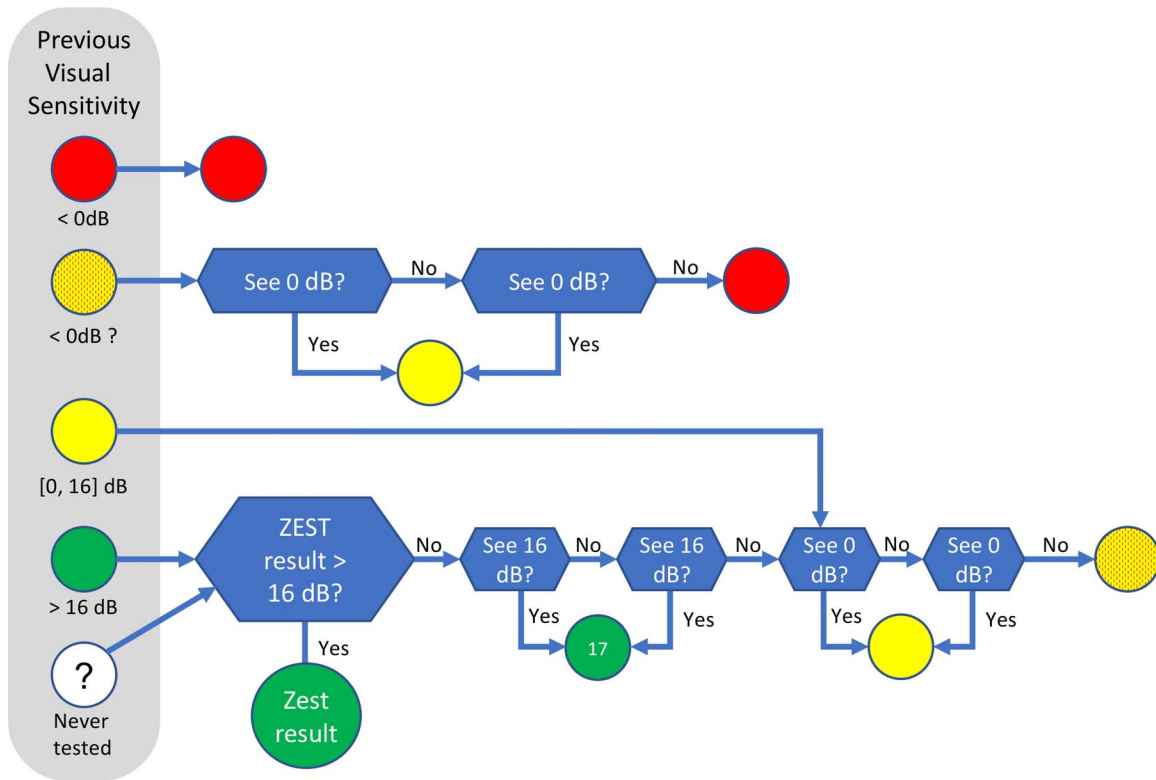 Previous
Visual
Sensitivity
< 0dB
See 0 dB?
No
See 0 dB?
No
< 0dB ?
Yes
Yes
[0, 16] dB
ZEST
result >
16 dB?
No
See 16
dB?
No
See 16
dB?
No
See 0
dB?
No
See 0
dB?
No
> 16 dB
Yes
Yes
Yes
Yes
17
Yes
?
Never
tested
Zest
result